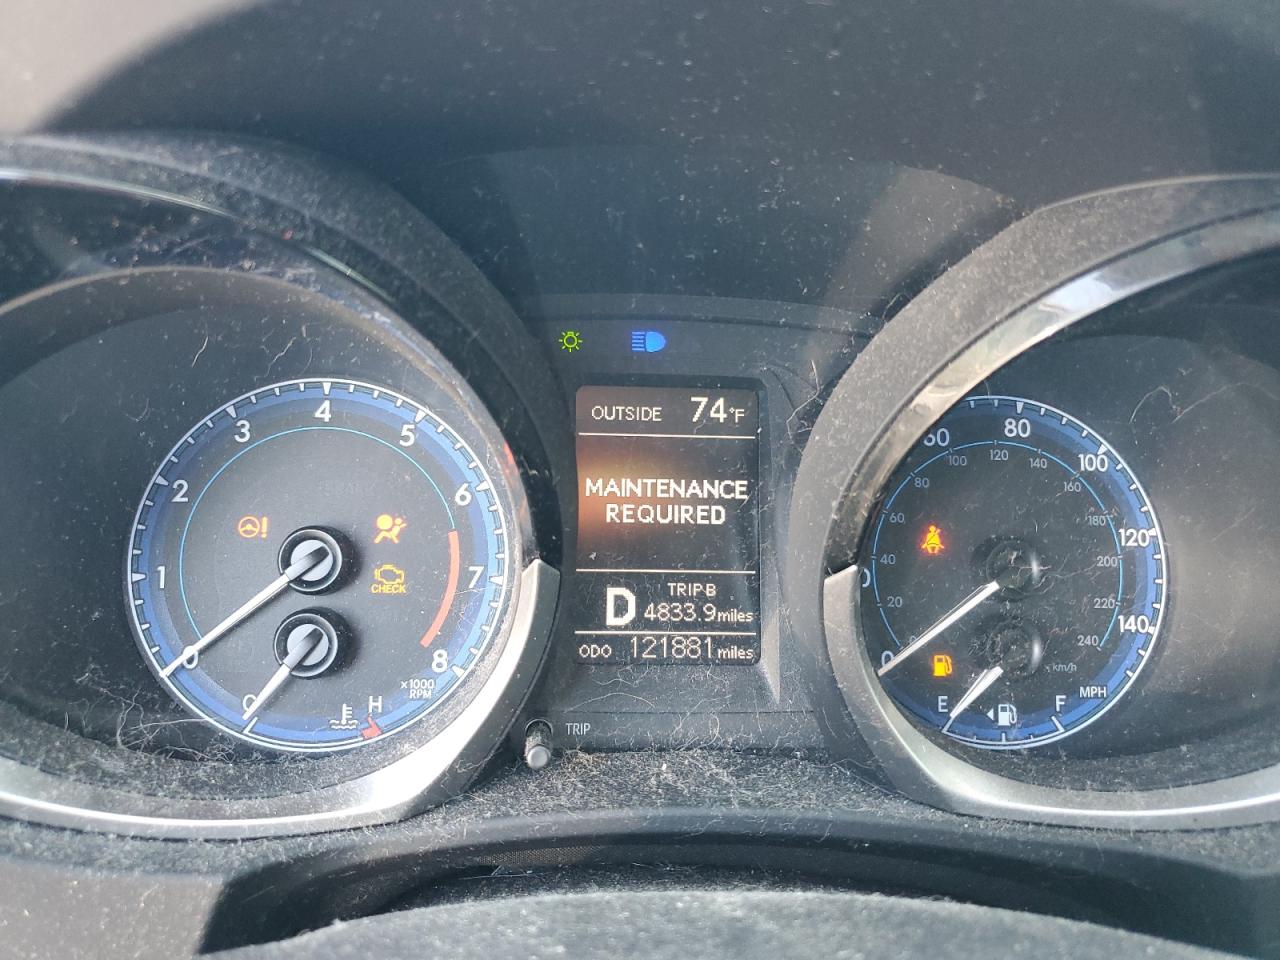 OUTSIDE 74°F
MAINTENANCE
REQUIRED
TRIP B
D 4833.9 miles
ODO 121881 miles
TRIP
0 1 2 3 4 5 6 7 8
x1000
RPM
!
CHECK
C H
0 60 80 100 120 140
MPH
0 20 40 60 80 100 120 140 160 180 200 220 240
km/h
E F